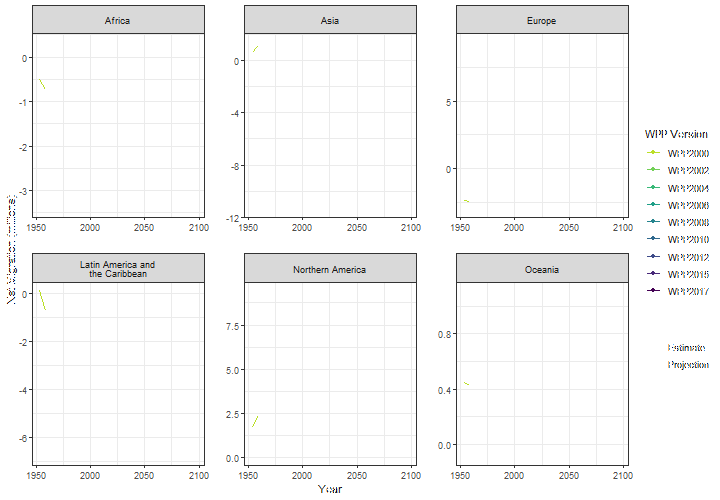 Africa
Asia
Europe
0
-1
-2
-3
0
-4
-8
-12
5
0
1950
2000
2050
2100
1950
2000
2050
2100
1950
2000
2050
2100
Latin America and
the Caribbean
Northern America
Oceania
0
-2
-4
-6
7.5
5.0
2.5
0.0
0.8
0.4
0.0
1950
2000
2050
2100
1950
2000
2050
2100
1950
2000
2050
2100
Net Migration (millions)
Year
WPP Version
WPP2000
WPP2002
WPP2004
WPP2006
WPP2008
WPP2010
WPP2012
WPP2015
WPP2017
Estimate
Projection